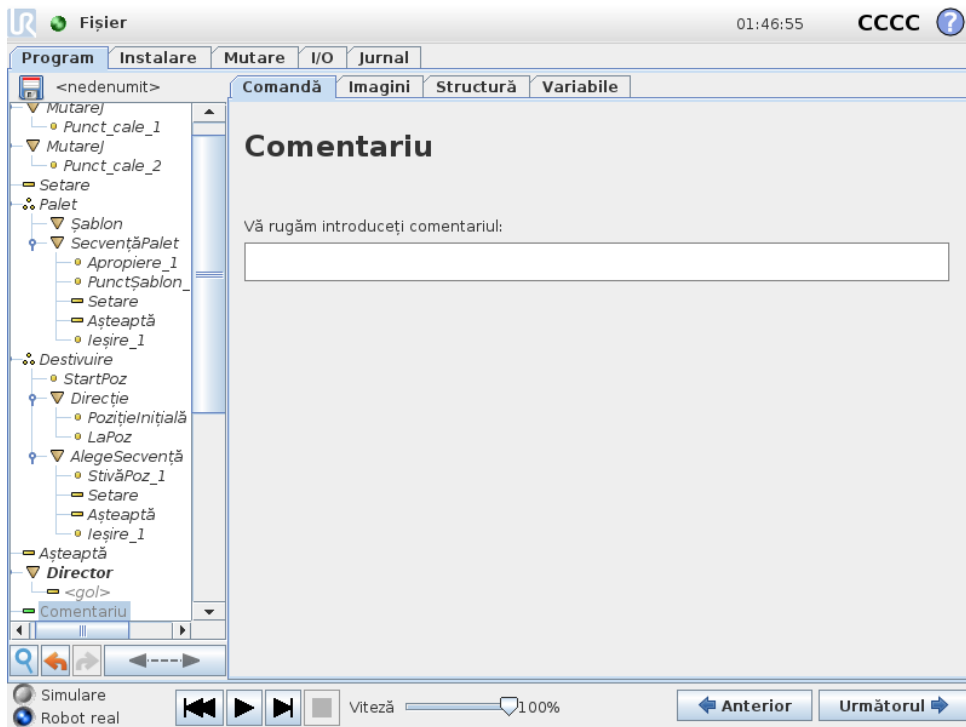 Fișier
01:46:55
CCCC
?
Program
Instalare
Mutare
I/O
Jurnal
<nedenumit>
Comandă
Imagini
Structură
Variabile
MutareJ
Punct_cale_1
MutareJ
Punct_cale_2
Setare
Palet
Șablon
SecvențăPalet
Apropiere_1
PunctȘablon_
Setare
Așteaptă
Ieșire_1
Destivuire
StartPoz
Direcție
PozițieInițială
LaPoz
AlegeSecvență
StivăPoz_1
Setare
Așteaptă
Ieșire_1
Așteaptă
Director
<gol>
Comentariu
Comentariu
Vă rugăm introduceți comentariul:
Simulare
Robot real
Viteză
100%
Anterior
Următorul